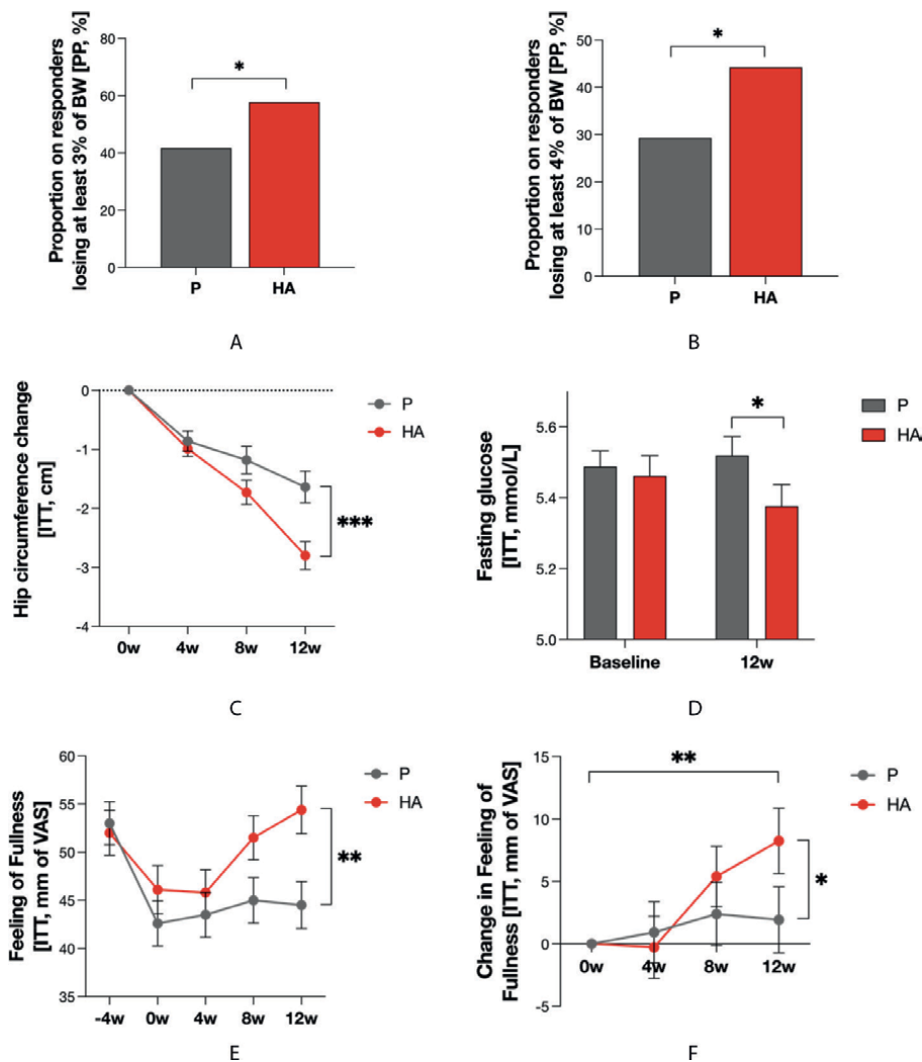 Proportion on responders
losing at least 3% of BW [PP, %]
80
60
40
20
0
*
P
HA
A
Proportion on responders
losing at least 4% of BW [PP, %]
50
40
30
20
10
0
*
P
HA
B
Hip circumference change
[ITT, cm]
0
-1
-2
-3
-4
0w
4w
8w
12w
P
HA
***
C
Fasting glucose
[ITT, mmol/L]
5.6
5.4
5.2
5.0
*
Baseline
12w
P
HA
D
Feeling of Fullness
[ITT, mm of VAS]
60
55
50
45
40
35
-4w
0w
4w
8w
12w
P
HA
**
E
Change in Feeling of
Fullness [ITT, mm of VAS]
15
10
5
0
-5
0w
4w
8w
12w
**
*
P
HA
F